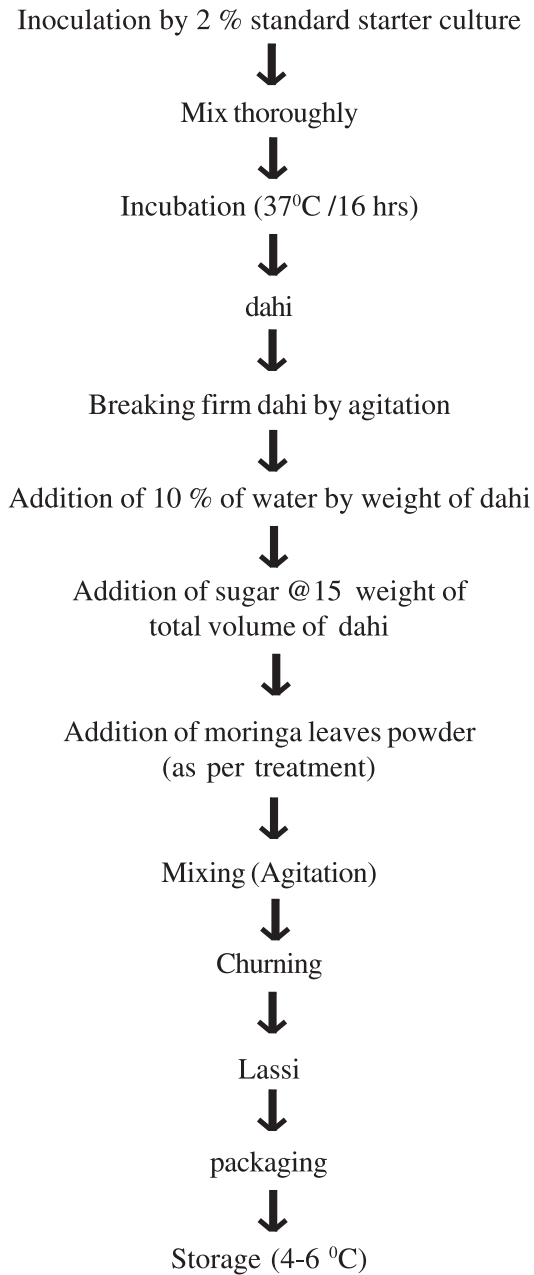 Inoculation by 2 % standard starter culture
Mix thoroughly
Incubation (37⁰C /16 hrs)
dahi
Breaking firm dahi by agitation
Addition of 10 % of water by weight of dahi
Addition of sugar @15 weight of
total volume of dahi
Addition of moringa leaves powder
(as per treatment)
Mixing (Agitation)
Churning
Lassi
packaging
Storage (4-6 ⁰C)